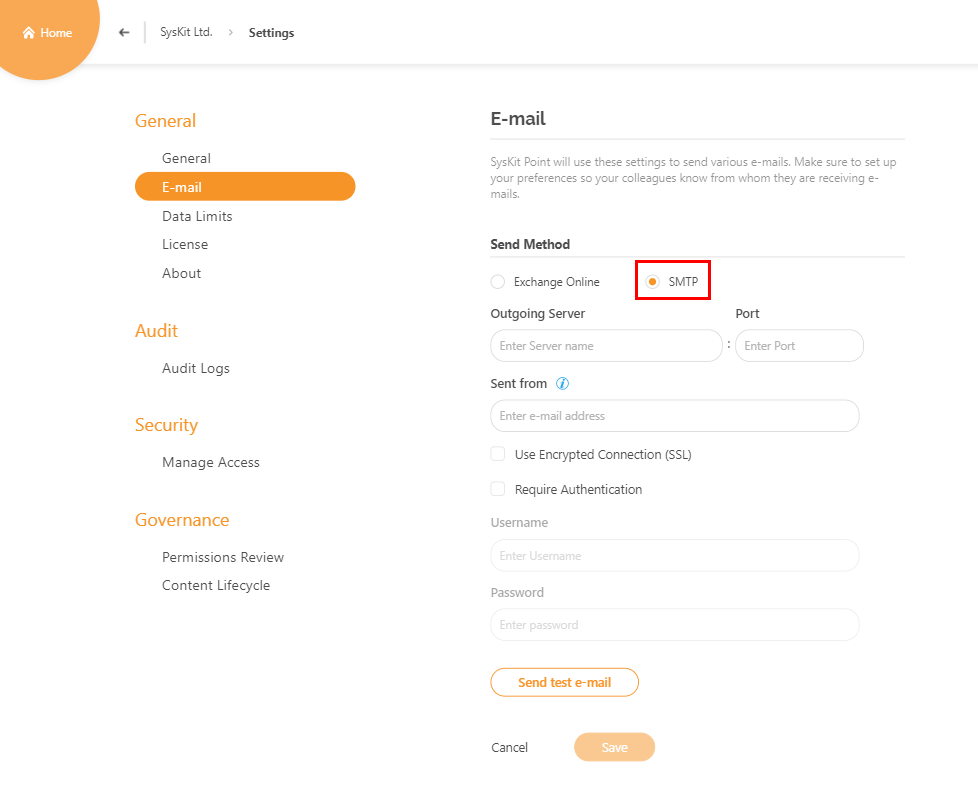 Home
SysKit Ltd. > Settings
General
General
E-mail
Data Limits
License
About
Audit
Audit Logs
Security
Manage Access
Governance
Permissions Review
Content Lifecycle
E-mail
SysKit Point will use these settings to send various e-mails. Make sure to set up
your preferences so your colleagues know from whom they are receiving e-
mails.
Send Method
Exchange Online SMTP
Outgoing Server Port
Enter Server name : Enter Port
Sent from i
Enter e-mail address
Use Encrypted Connection (SSL)
Require Authentication
Username
Enter Username
Password
Enter password
Send test e-mail
Cancel Save